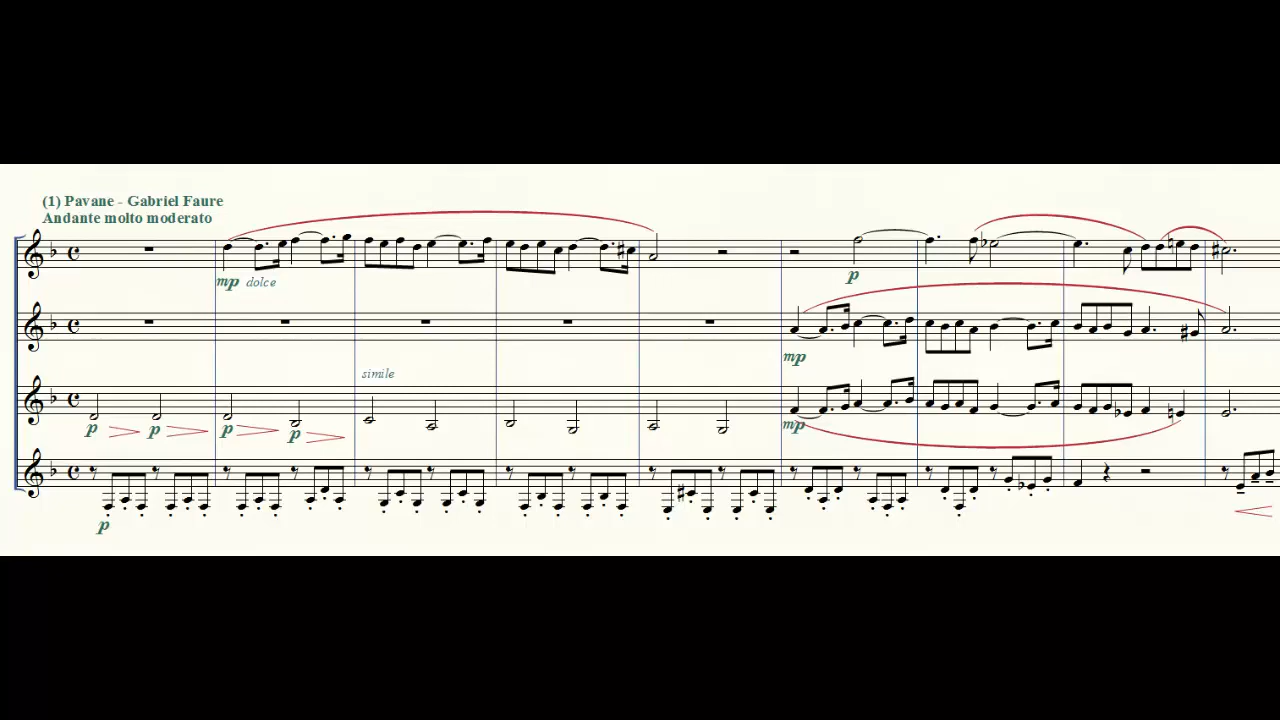 (1) Pavane - Gabriel Faure
Andante molto moderato
mp dolce
p
mp
simile
p p p p
mp
p